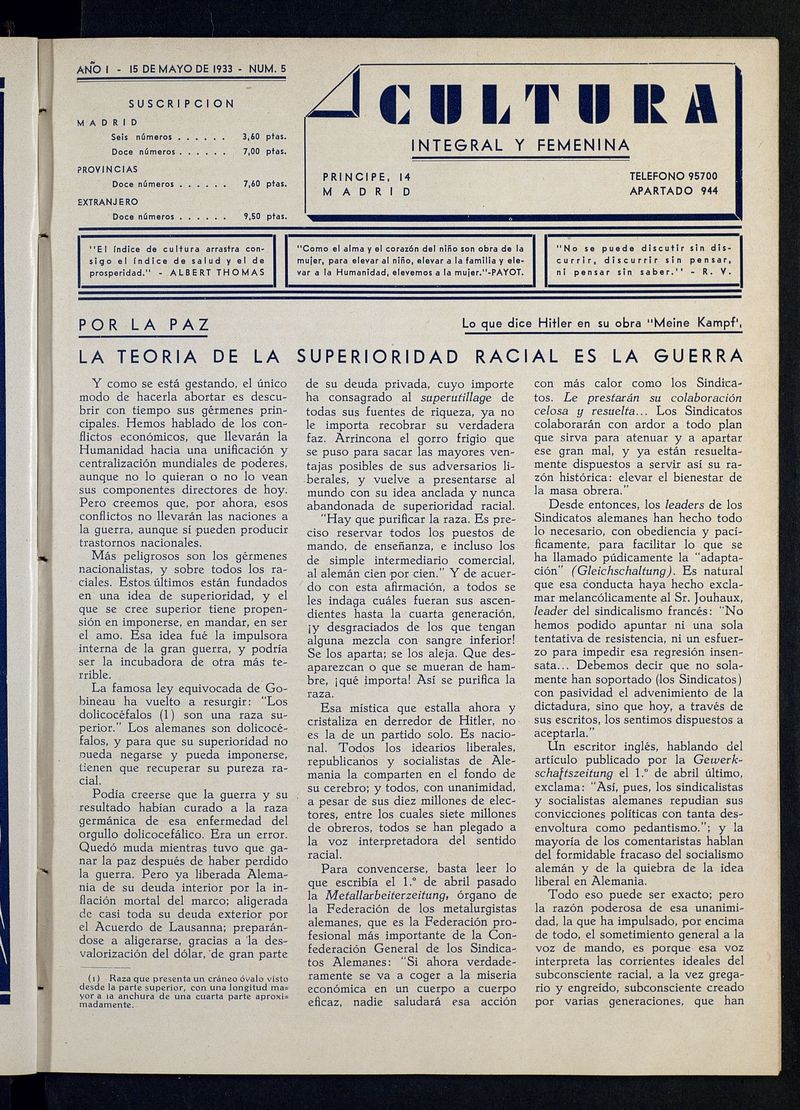 AÑO I - 15 DE MAYO DE 1933 - NUM. 5
SUSCRIPCION
MADRID
Seis números . . . . . . 3,60 ptas.
Doce números . . . . . . 7,00 ptas.
PROVINCIAS
Doce números . . . . . . 7,60 ptas.
EXTRANJERO
Doce números . . . . . . 9,50 ptas.
CULTURA
INTEGRAL Y FEMENINA
PRINCIPE, 14
MADRID
TELEFONO 95700
APARTADO 944
"El índice de cultura arrastra con-
sigo el índice de salud y el de
prosperidad." - ALBERT THOMAS
"Como el alma y el corazón del niño son obra de la
mujer, para elevar al niño, elevar a la familia y ele-
var a la Humanidad, elevemos a la mujer."-PAYOT.
"No se puede discutir sin dis-
currir, discurrir sin pensar,
ni pensar sin saber." - R. V.
POR LA PAZ
Lo que dice Hitler en su obra "Meine Kampf',
LA TEORIA DE LA SUPERIORIDAD RACIAL ES LA GUERRA
Y como se está gestando, el único
modo de hacerla abortar es descu-
brir con tiempo sus gérmenes prin-
cipales. Hemos hablado de los con-
flictos económicos, que llevarán la
Humanidad hacia una unificación y
centralización mundiales de poderes,
aunque no lo quieran o no lo vean
sus componentes directores de hoy.
Pero creemos que, por ahora, esos
conflictos no llevarán las naciones a
la guerra, aunque sí pueden producir
trastornos nacionales.
Más peligrosos son los gérmenes
nacionalistas, y sobre todos los ra-
ciales. Estos últimos están fundados
en una idea de superioridad, y el
que se cree superior tiene propen-
sión en imponerse, en mandar, en ser
el amo. Esa idea fué la impulsora
interna de la gran guerra, y podría
ser la incubadora de otra más te-
rrible.
La famosa ley equivocada de Go-
bineau ha vuelto a resurgir: "Los
dolicocéfalos (1) son una raza su-
perior." Los alemanes son dolicocé-
falos, y para que su superioridad no
pueda negarse y pueda imponerse,
tienen que recuperar su pureza ra-
cial.
Podía creerse que la guerra y su
resultado habían curado a la raza
germánica de esa enfermedad del
orgullo dolicocefálico. Era un error.
Quedó muda mientras tuvo que ga-
nar la paz después de haber perdido
la guerra. Pero ya liberada Alema-
nia de su deuda interior por la in-
flación mortal del marco; aligerada
de casi toda su deuda exterior por
el Acuerdo de Lausanna; preparán-
dose a aligerarse, gracias a la des-
valorización del dólar, de gran parte
(1) Raza que presenta un cráneo óvalo visto
desde la parte superior, con una longitud ma=
yor a la anchura de una cuarta parte aproxi=
madamente.
de su deuda privada, cuyo importe
ha consagrado al superutillage de
todas sus fuentes de riqueza, ya no
le importa recobrar su verdadera
faz. Arrincona el gorro frigio que
se puso para sacar las mayores ven-
tajas posibles de sus adversarios li-
berales, y vuelve a presentarse al
mundo con su idea anclada y nunca
abandonada de superioridad racial.
"Hay que purificar la raza. Es pre-
ciso reservar todos los puestos de
mando, de enseñanza, e incluso los
de simple intermediario comercial,
al alemán cien por cien." Y de acuer-
do con esta afirmación, a todos se
les indaga cuáles fueran sus ascen-
dientes hasta la cuarta generación,
¡y desgraciados de los que tengan
alguna mezcla con sangre inferior!
Se los aparta; se los aleja. Que des-
aparezcan o que se mueran de ham-
bre, ¡qué importa! Así se purifica la
raza.
Esa mística que estalla ahora y
cristaliza en derredor de Hitler, no
es la de un partido solo. Es nacio-
nal. Todos los idearios liberales,
republicanos y socialistas de Ale-
mania la comparten en el fondo de
su cerebro; y todos, con unanimidad,
a pesar de sus diez millones de elec-
tores, entre los cuales siete millones
de obreros, todos se han plegado a
la voz interpretadora del sentido
racial.
Para convencerse, basta leer lo
que escribía el 1.º de abril pasado
la Metallarbeiterzeitung, órgano de
la Federación de los metalurgistas
alemanes, que es la Federación pro-
fesional más importante de la Con-
federación General de los Sindica-
tos Alemanes: "Si ahora verdade-
ramente se va a coger a la miseria
económica en un cuerpo a cuerpo
eficaz, nadie saludará esa acción
con más calor como los Sindica-
tos. Le prestarán su colaboración
celosa y resuelta... Los Sindicatos
colaborarán con ardor a todo plan
que sirva para atenuar y a apartar
ese gran mal, y ya están resuelta-
mente dispuestos a servir así su ra-
zón histórica: elevar el bienestar de
la masa obrera."
Desde entonces, los leaders de los
Sindicatos alemanes han hecho todo
lo necesario, con obediencia y pací-
ficamente, para facilitar lo que se
ha llamado púdicamente la "adapta-
ción" (Gleichschaltung). Es natural
que esa conducta haya hecho excla-
mar melancólicamente al Sr. Jouhaux,
leader del sindicalismo francés: "No
hemos podido apuntar ni una sola
tentativa de resistencia, ni un esfuer-
zo para impedir esa regresión insen-
sata... Debemos decir que no sola-
mente han soportado (los Sindicatos)
con pasividad el advenimiento de la
dictadura, sino que hoy, a través de
sus escritos, los sentimos dispuestos a
aceptarla."
Un escritor inglés, hablando del
artículo publicado por la Gewerk-
schaftszeitung el 1.º de abril último,
exclama: "Así, pues, los sindicalistas
y socialistas alemanes repudian sus
convicciones políticas con tanta des-
envoltura como pedantismo."; y la
mayoría de los comentaristas hablan
del formidable fracaso del socialismo
alemán y de la quiebra de la idea
liberal en Alemania.
Todo eso puede ser exacto; pero
la razón poderosa de esa unanimi-
dad, la que ha impulsado, por encima
de todo, el sometimiento general a la
voz de mando, es porque esa voz
interpreta las corrientes ideales del
subconsciente racial, a la vez grega-
rio y engreído, subconsciente creado
por varias generaciones, que han